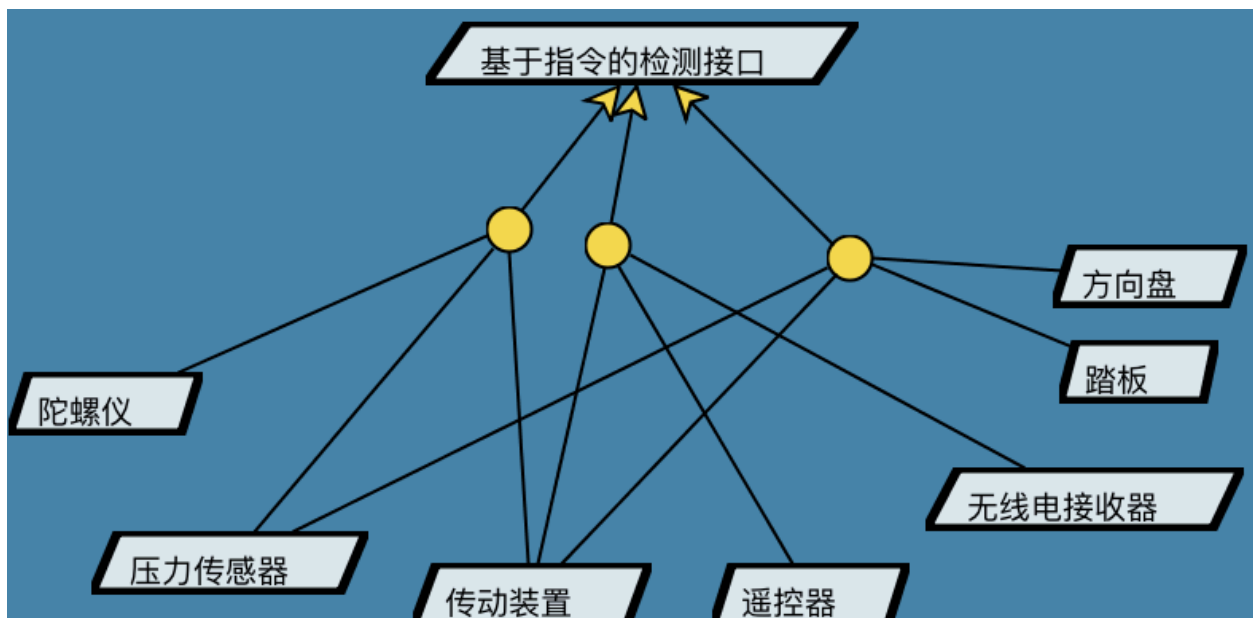 基于指令的检测接口
方向盘
踏板
陀螺仪
无线电接收器
压力传感器
传动装置
遥控器